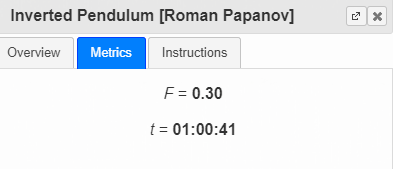 Inverted Pendulum [Roman Papanov]
Overview Metrics Instructions
F = 0.30
t = 01:00:41